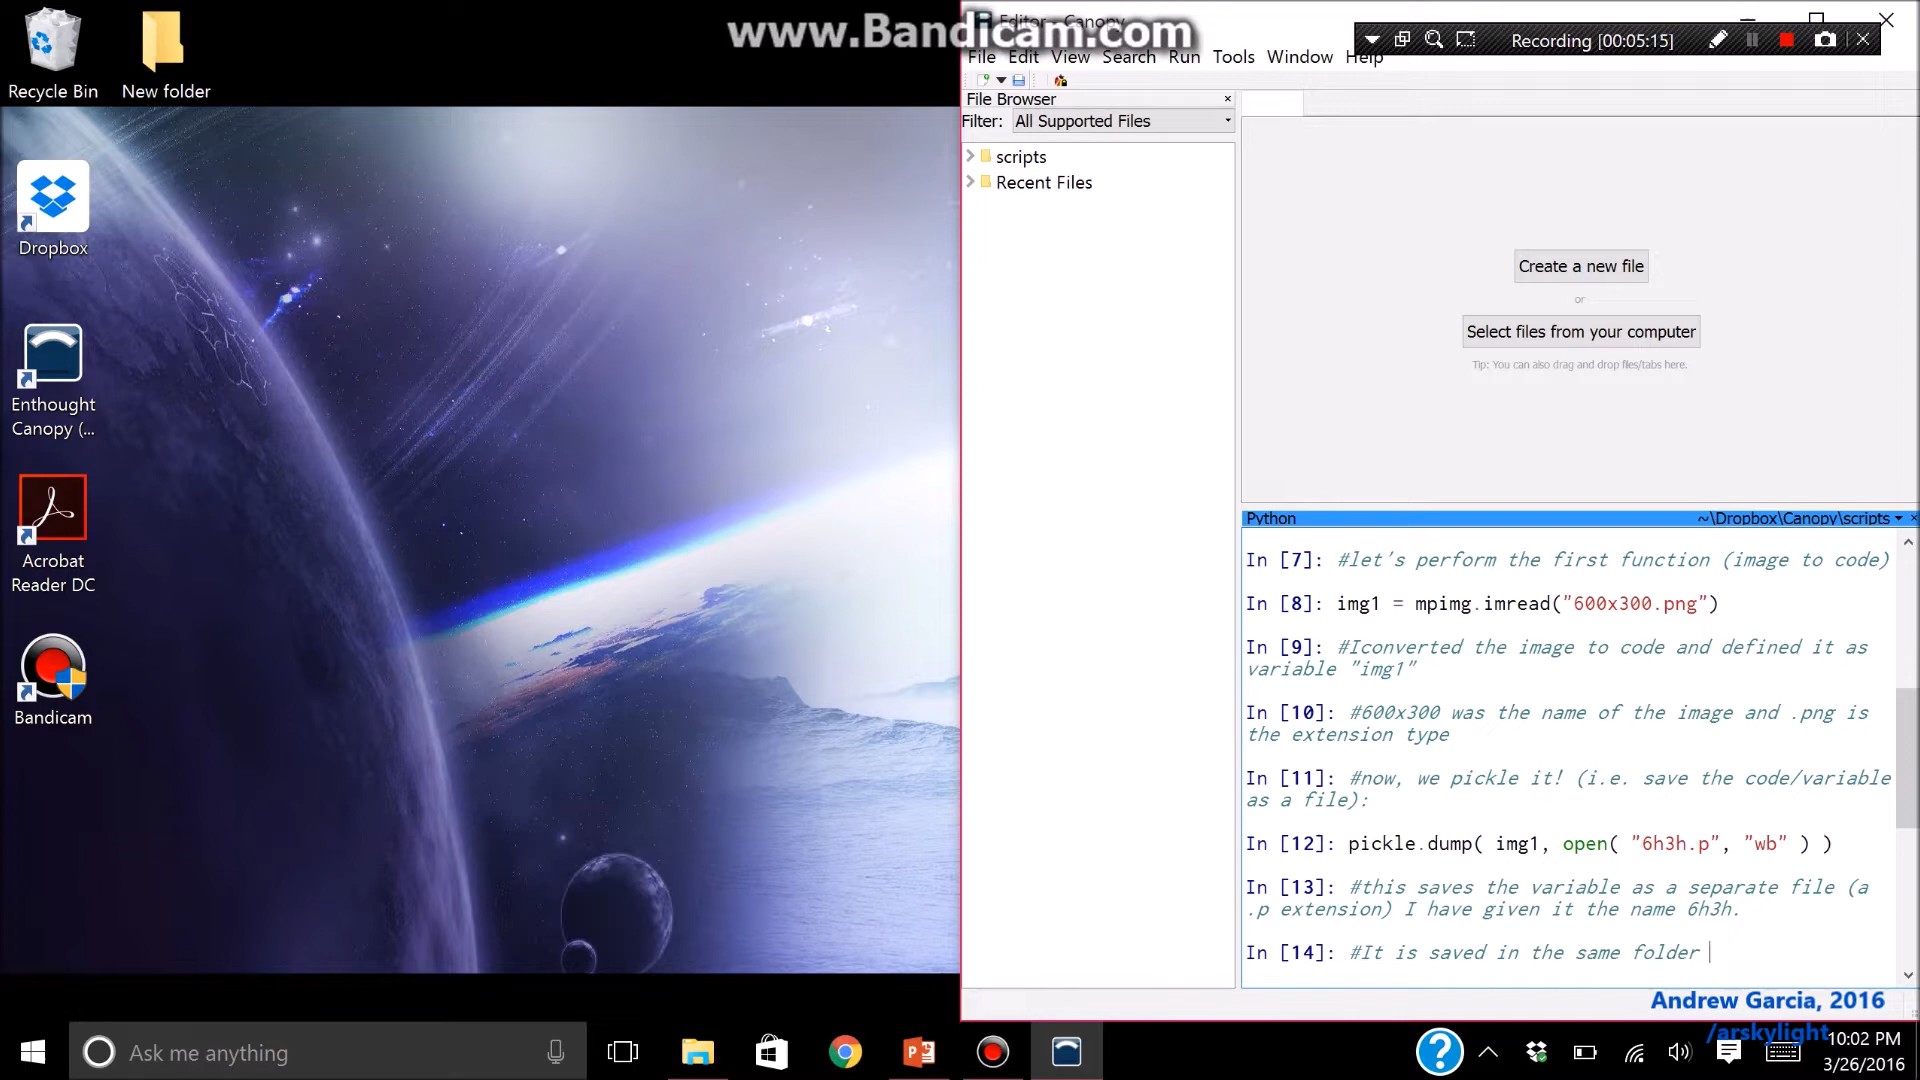 www.Bandicam.com
Recycle Bin
New folder
Dropbox
Enthought
Canopy (...
Acrobat
Reader DC
Bandicam
Editor - Canopy
Recording [00:05:15]
File Edit View Search Run Tools Window Help
File Browser
Filter: All Supported Files
scripts
Recent Files
Create a new file
or
Select files from your computer
Tip: You can also drag and drop files/tabs here.
Python ~\Dropbox\Canopy\scripts
In [7]: #let's perform the first function (image to code)
In [8]: img1 = mpimg.imread("600x300.png")
In [9]: #Iconverted the image to code and defined it as
variable "img1"
In [10]: #600x300 was the name of the image and .png is
the extension type
In [11]: #now, we pickle it! (i.e. save the code/variable
as a file):
In [12]: pickle.dump( img1, open( "6h3h.p", "wb" ) )
In [13]: #this saves the variable as a separate file (a
.p extension) I have given it the name 6h3h.
In [14]: #It is saved in the same folder
Andrew Garcia, 2016
/arskylight
Ask me anything
10:02 PM
3/26/2016